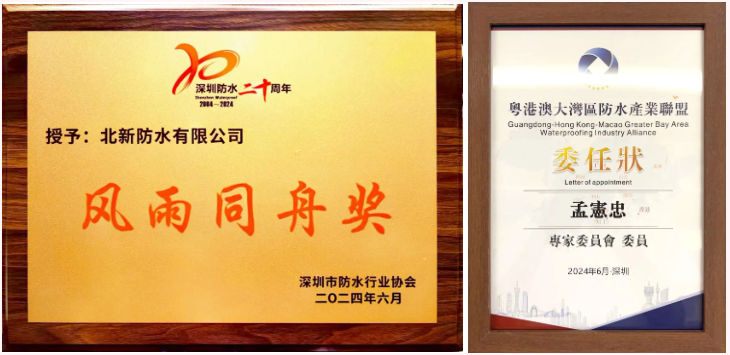 深圳防水二十周年
Shenzhen Waterproof
2004～2024
授予：北新防水有限公司
风雨同舟奖
深圳市防水行业协会
二〇二四年六月
粵港澳大灣區防水產業聯盟
Guangdong-Hong Kong-Macao Greater Bay Area
Waterproofing Industry Alliance
委任狀
Letter of appointment
孟憲忠
專家委員會 委員
2024年6月·深圳